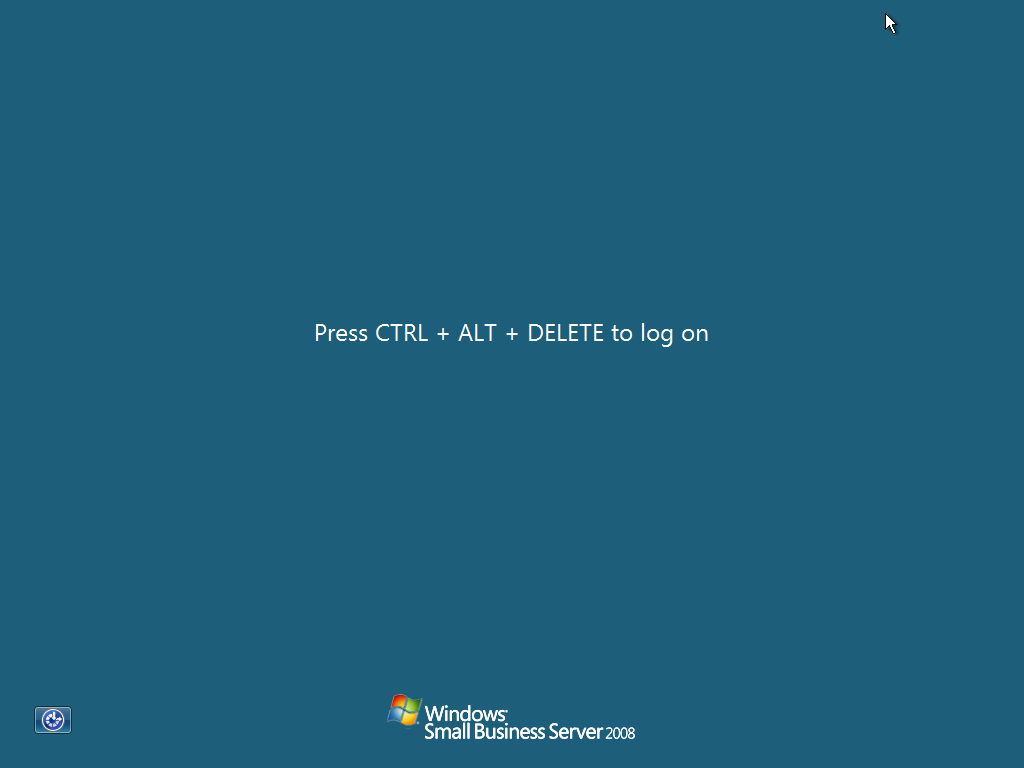 Press CTRL + ALT + DELETE to log on
Windows
Small Business Server 2008